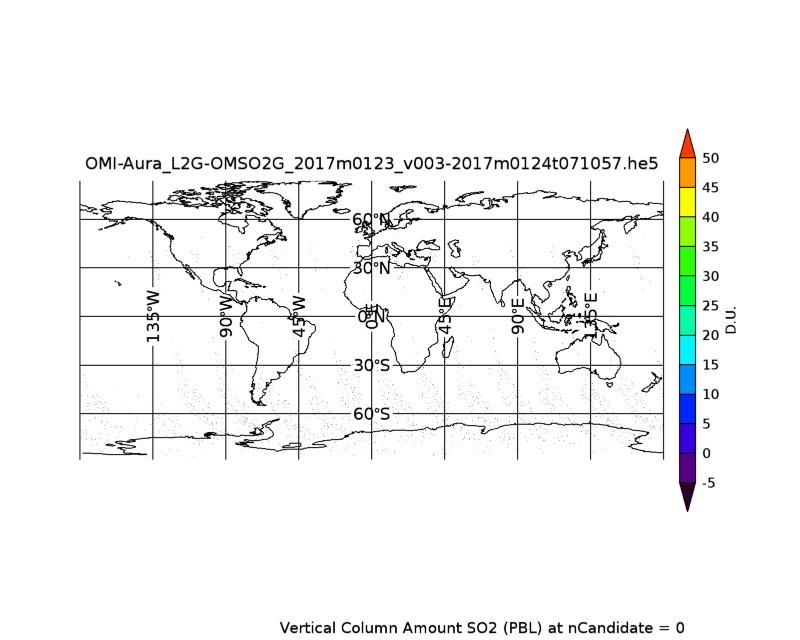 OMI-Aura_L2G-OMSO2G_2017m0123_v003-2017m0124t071057.he5
60°N
30°N
0°N
30°S
60°S
135°W
90°W
45°W
0°E
45°E
90°E
135°E
50
45
40
35
30
25
20
15
10
5
0
-5
D.U.
Vertical Column Amount SO2 (PBL) at nCandidate = 0